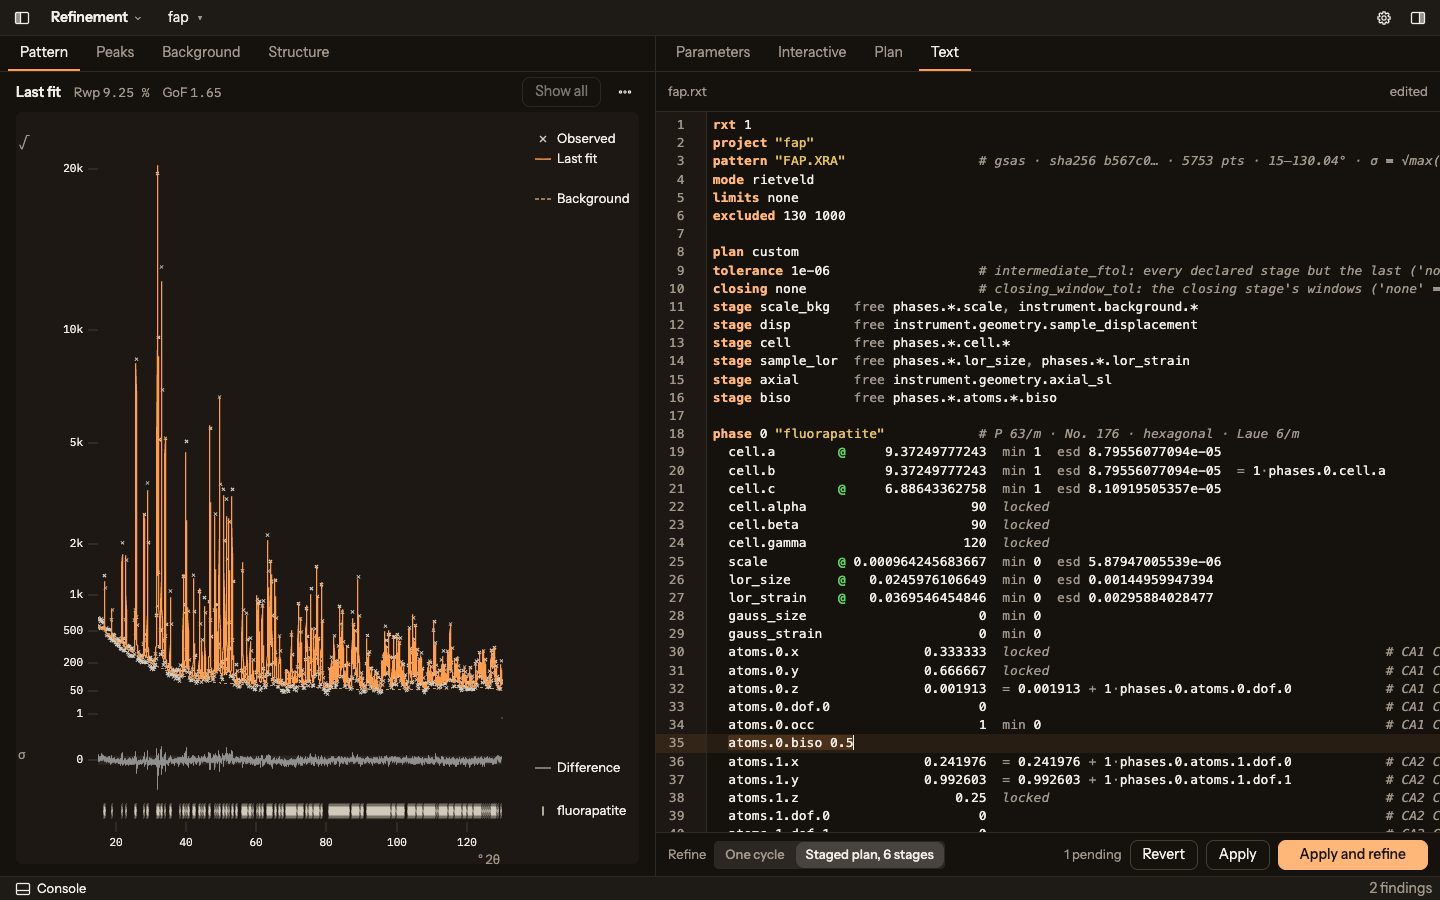 Refinement fap
Pattern Peaks Background Structure
Last fit Rwp 9.25 % GoF 1.65 Show all
√
Observed
Last fit
Background
20k
10k
5k
2k
1k
500
200
50
1
σ
0
Difference
fluorapatite
20 40 60 80 100 120
°2θ
Parameters Interactive Plan Text
fap.rxt edited
1 rxt 1
2 project "fap"
3 pattern "FAP.XRA" # gsas · sha256 b567c0… · 5753 pts · 15–130.04° · σ = √max(
4 mode rietveld
5 limits none
6 excluded 130 1000
7
8 plan custom
9 tolerance 1e-06 # intermediate_ftol: every declared stage but the last ('no
10 closing none # closing_window_tol: the closing stage's windows ('none' =
11 stage scale_bkg free phases.*.scale, instrument.background.*
12 stage disp free instrument.geometry.sample_displacement
13 stage cell free phases.*.cell.*
14 stage sample_lor free phases.*.lor_size, phases.*.lor_strain
15 stage axial free instrument.geometry.axial_sl
16 stage biso free phases.*.atoms.*.biso
17
18 phase 0 "fluorapatite" # P 63/m · No. 176 · hexagonal · Laue 6/m
19 cell.a @ 9.37249777243 min 1 esd 8.79556077094e-05
20 cell.b 9.37249777243 min 1 esd 8.79556077094e-05 = 1·phases.0.cell.a
21 cell.c @ 6.88643362758 min 1 esd 8.10919505357e-05
22 cell.alpha 90 locked
23 cell.beta 90 locked
24 cell.gamma 120 locked
25 scale @ 0.000964245683667 min 0 esd 5.87947005539e-06
26 lor_size @ 0.0245976106649 min 0 esd 0.00144959947394
27 lor_strain @ 0.0369546454846 min 0 esd 0.00295884028477
28 gauss_size 0 min 0
29 gauss_strain 0 min 0
30 atoms.0.x 0.333333 locked # CA1 C
31 atoms.0.y 0.666667 locked # CA1 C
32 atoms.0.z 0.001913 = 0.001913 + 1·phases.0.atoms.0.dof.0 # CA1 C
33 atoms.0.dof.0 0 # CA1 C
34 atoms.0.occ 1 min 0 # CA1 C
35 atoms.0.biso 0.5
36 atoms.1.x 0.241976 = 0.241976 + 1·phases.0.atoms.1.dof.0 # CA2 C
37 atoms.1.y 0.992603 = 0.992603 + 1·phases.0.atoms.1.dof.1 # CA2 C
38 atoms.1.z 0.25 locked # CA2 C
39 atoms.1.dof.0 0 # CA2 C
Refine One cycle Staged plan, 6 stages 1 pending Revert Apply Apply and refine
Console 2 findings